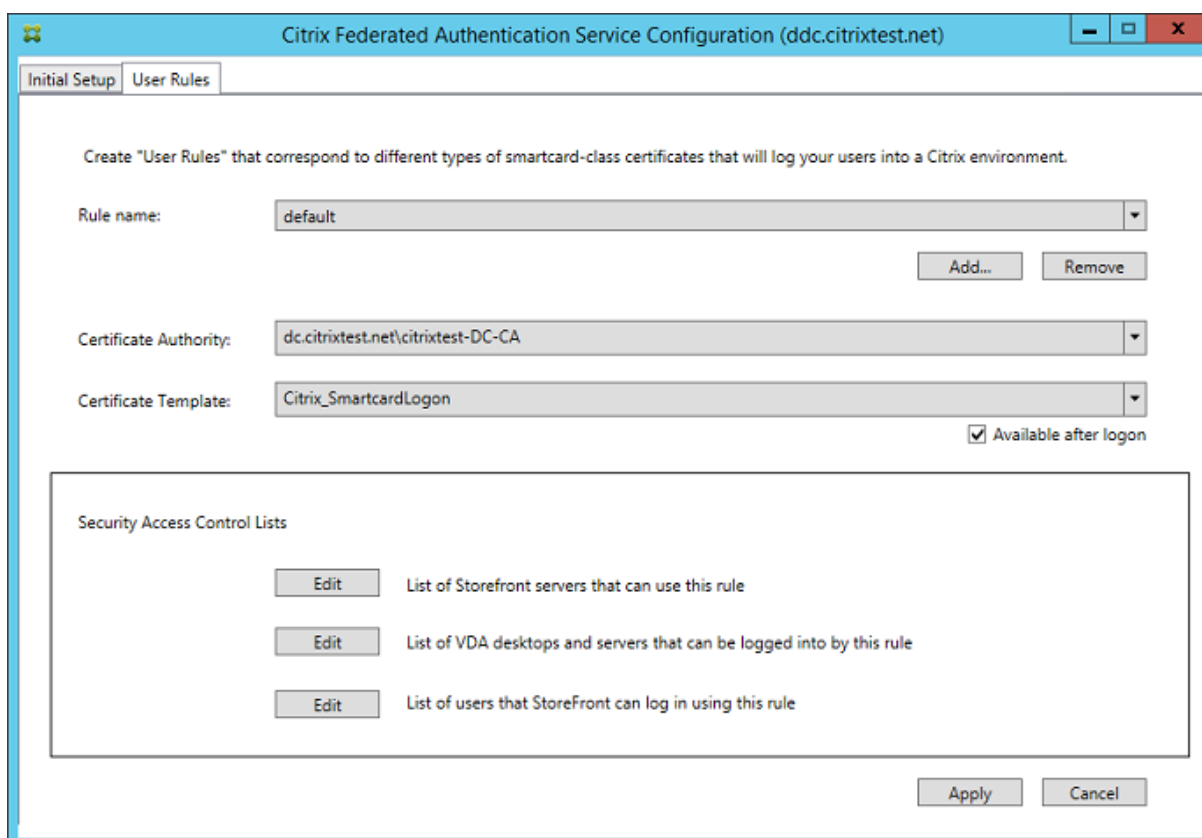 Citrix Federated Authentication Service Configuration (ddc.citrixtest.net)
Initial Setup User Rules
Create "User Rules" that correspond to different types of smartcard-class certificates that will log your users into a Citrix environment.
Rule name: default
Add... Remove
Certificate Authority: dc.citrixtest.net\citrixtest-DC-CA
Certificate Template: Citrix_SmartcardLogon
Available after logon
Security Access Control Lists
Edit List of Storefront servers that can use this rule
Edit List of VDA desktops and servers that can be logged into by this rule
Edit List of users that StoreFront can log in using this rule
Apply Cancel